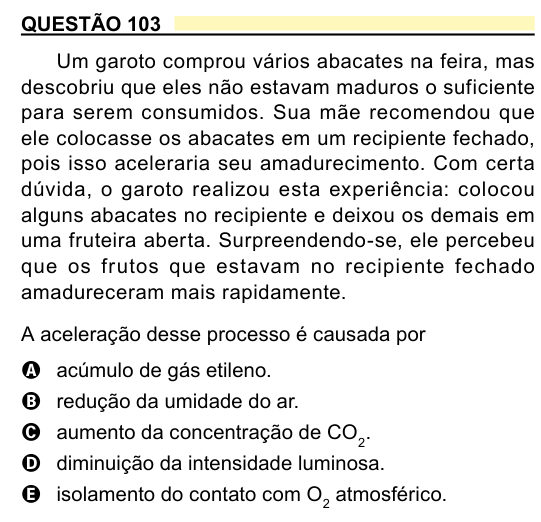 QUESTÃO 103
Um garoto comprou vários abacates na feira, mas
descobriu que eles não estavam maduros o suficiente
para serem consumidos. Sua mãe recomendou que
ele colocasse os abacates em um recipiente fechado,
pois isso aceleraria seu amadurecimento. Com certa
dúvida, o garoto realizou esta experiência: colocou
alguns abacates no recipiente e deixou os demais em
uma fruteira aberta. Surpreendendo-se, ele percebeu
que os frutos que estavam no recipiente fechado
amadureceram mais rapidamente.
A aceleração desse processo é causada por
A acúmulo de gás etileno.
B redução da umidade do ar.
C aumento da concentração de CO₂.
D diminuição da intensidade luminosa.
E isolamento do contato com O₂ atmosférico.